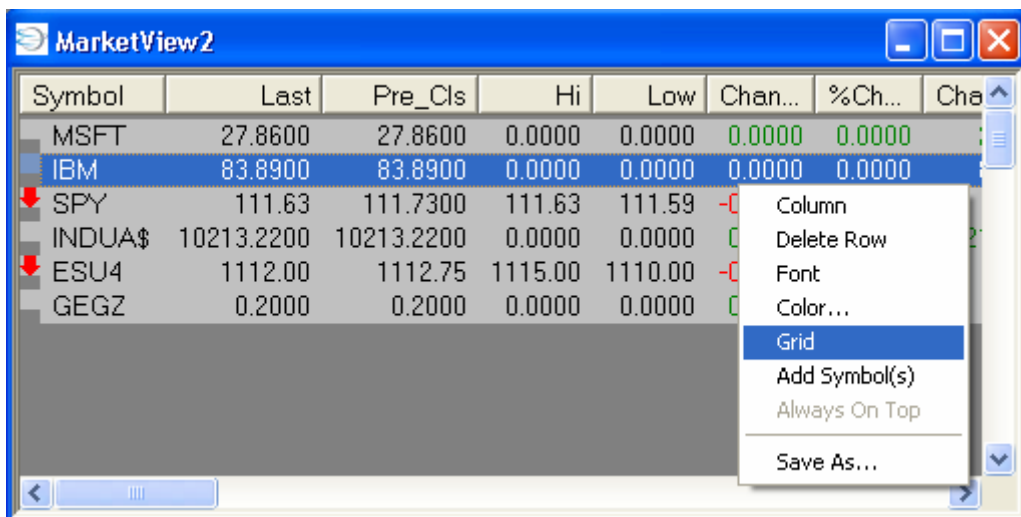 MarketView2
Symbol Last Pre_Cls Hi Low Chan... %Ch... Cha
MSFT 27.8600 27.8600 0.0000 0.0000 0.0000 0.0000
IBM 83.8900 83.8900 0.0000 0.0000 0.0000 0.0000
SPY 111.63 111.7300 111.63 111.59 Column
INDUA$ 10213.2200 10213.2200 0.0000 0.0000 Delete Row
ESU4 1112.00 1112.75 1115.00 1110.00 Font
GEGZ 0.2000 0.2000 0.0000 0.0000 Color...
Grid
Add Symbol(s)
Always On Top
Save As...